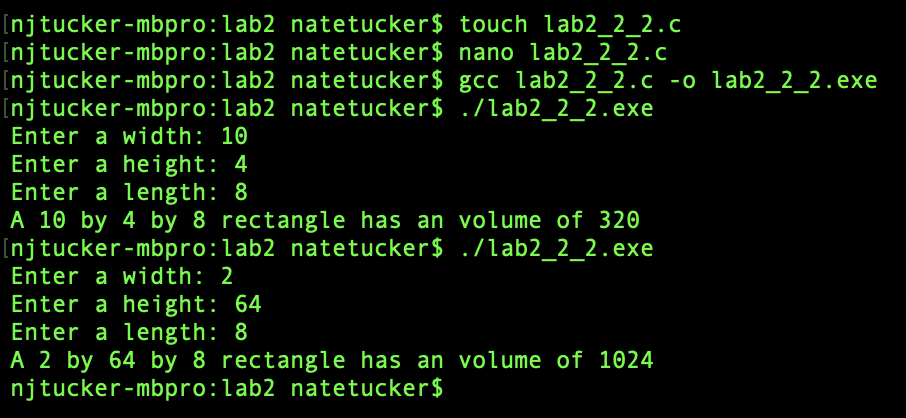 [njtucker-mbpro:lab2 natetucker$ touch lab2_2_2.c
[njtucker-mbpro:lab2 natetucker$ nano lab2_2_2.c
[njtucker-mbpro:lab2 natetucker$ gcc lab2_2_2.c -o lab2_2_2.exe
[njtucker-mbpro:lab2 natetucker$ ./lab2_2_2.exe
Enter a width: 10
Enter a height: 4
Enter a length: 8
A 10 by 4 by 8 rectangle has an volume of 320
[njtucker-mbpro:lab2 natetucker$ ./lab2_2_2.exe
Enter a width: 2
Enter a height: 64
Enter a length: 8
A 2 by 64 by 8 rectangle has an volume of 1024
njtucker-mbpro:lab2 natetucker$